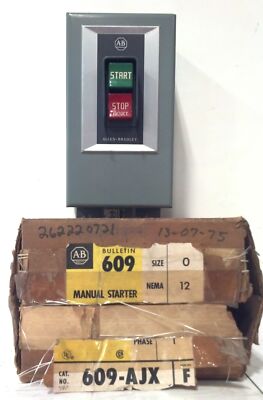 AB
START
STOP
ALLEN-BRADLEY
262220721 13-07-75
AB BULLETIN 609 SIZE 0
MANUAL STARTER NEMA 12
PHASE 1
CAT. NO. 609-AJX F